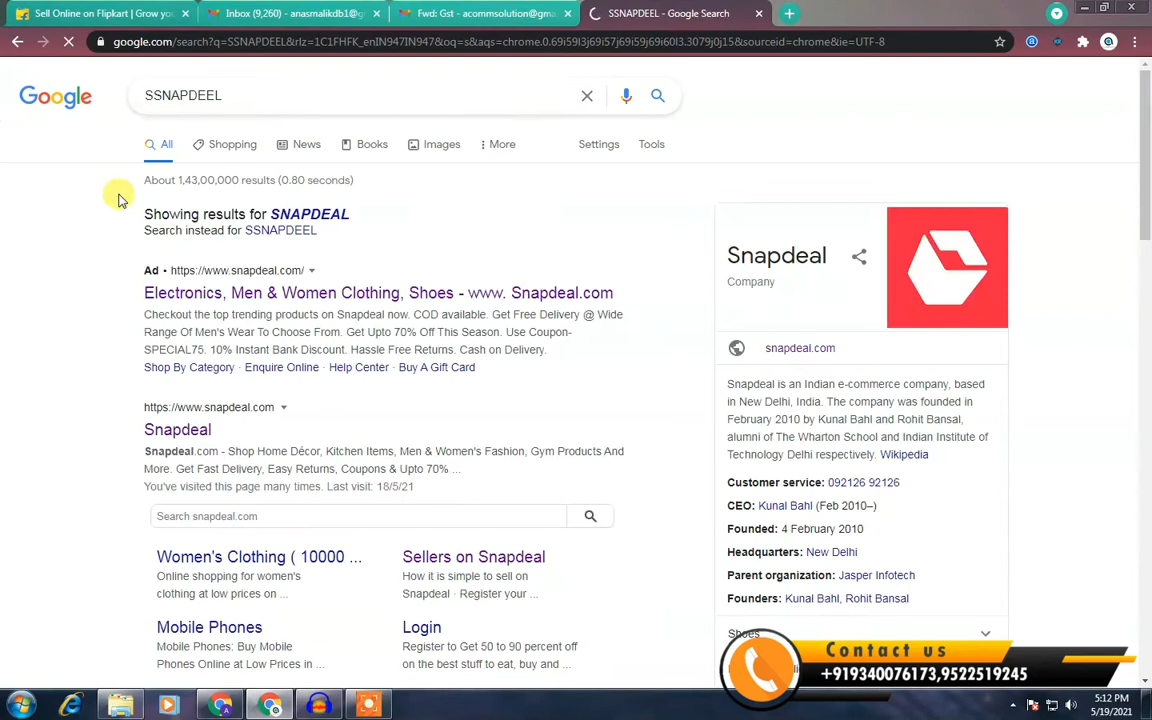 Sell Online on Flipkart | Grow you
Inbox (9,260) - anasmalikdb1@g
Fwd: Gst - acommsolution@gma
SSNAPDEEL - Google Search
google.com/search?q=SSNAPDEEL&rlz=1C1FHFK_enIN947IN947&oq=s&aqs=chrome.0.69i59l3j69i57j69i59j69i60l3.3079j0j15&sourceid=chrome&ie=UTF-8
Google
SSNAPDEEL
All
Shopping
News
Books
Images
More
Settings
Tools
About 1,43,00,000 results (0.80 seconds)
Showing results for SNAPDEAL
Search instead for SSNAPDEEL
Ad • https://www.snapdeal.com/
Electronics, Men & Women Clothing, Shoes - www. Snapdeal.com
Checkout the top trending products on Snapdeal now. COD available. Get Free Delivery @ Wide
Range Of Men's Wear To Choose From. Get Upto 70% Off This Season. Use Coupon-
SPECIAL75. 10% Instant Bank Discount. Hassle Free Returns. Cash on Delivery.
Shop By Category · Enquire Online · Help Center · Buy A Gift Card
https://www.snapdeal.com
Snapdeal
Snapdeal.com - Shop Home Décor, Kitchen Items, Men & Women's Fashion, Gym Products And
More. Get Fast Delivery, Easy Returns, Coupons & Upto 70% ...
You've visited this page many times. Last visit: 18/5/21
Search snapdeal.com
Women's Clothing ( 10000 ...
Online shopping for women's
clothing at low prices on ...
Sellers on Snapdeal
How it is simple to sell on
Snapdeal · Register your ...
Mobile Phones
Mobile Phones: Buy Mobile
Phones Online at Low Prices in ...
Login
Register to Get 50 to 90 percent off
on the best stuff to eat, buy and ...
Snapdeal
Company
snapdeal.com
Snapdeal is an Indian e-commerce company, based
in New Delhi, India. The company was founded in
February 2010 by Kunal Bahl and Rohit Bansal,
alumni of The Wharton School and Indian Institute of
Technology Delhi respectively. Wikipedia
Customer service: 092126 92126
CEO: Kunal Bahl (Feb 2010–)
Founded: 4 February 2010
Headquarters: New Delhi
Parent organization: Jasper Infotech
Founders: Kunal Bahl, Rohit Bansal
Shoes
Contact us
+919340076173,9522519245
5:12 PM
5/19/2021